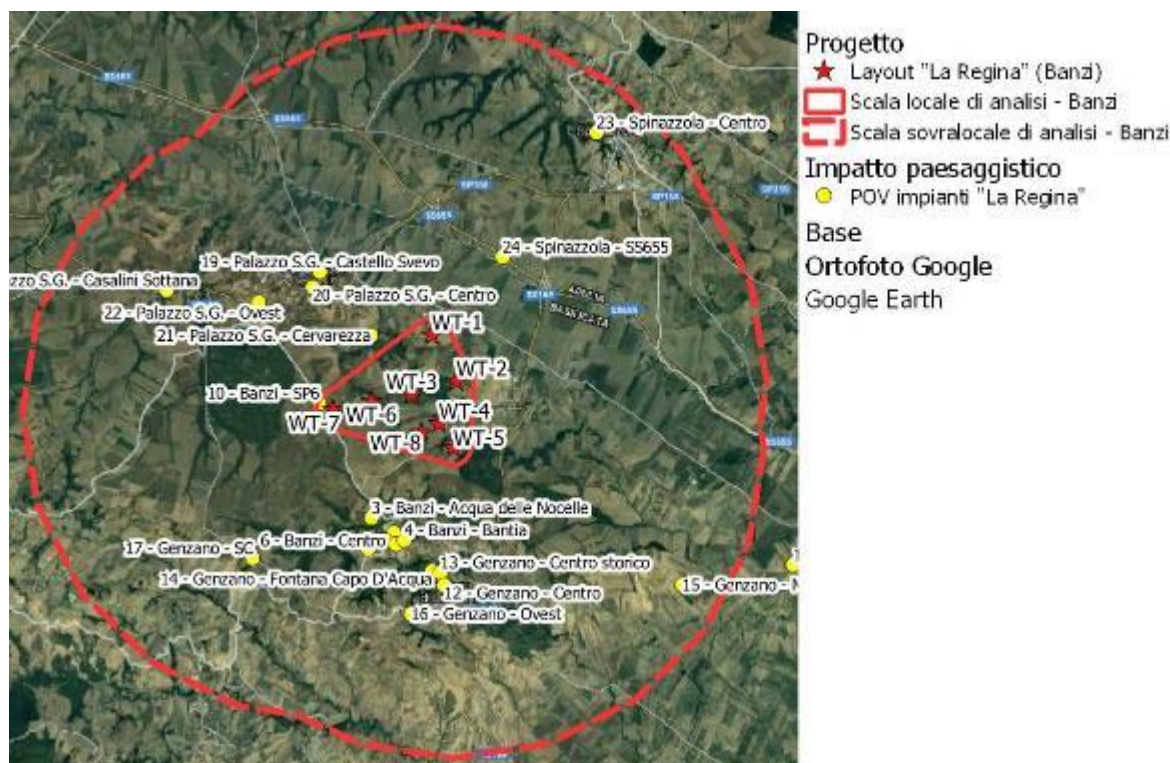 Progetto
Layout "La Regina" (Banzi)
Scala locale di analisi - Banzi
Scala sovralocale di analisi - Banzi
Impatto paesaggistico
POV impianti "La Regina"
Base
Ortofoto Google
Google Earth
23 - Spinazzola - Centro
SS655
24 - Spinazzola - SS655
19 - Palazzo S.G. - Castello Svevo
zzo S.G. - Casalini Sottana
20 - Palazzo S.G. - Centro
22 - Palazzo S.G. - Ovest
BASILICATA
21 - Palazzo S.G. - Cervarezza
WT-1
WT-2
10 - Banzi - SP6
WT-3
WT-6
WT-7
WT-4
WT-8
WT-5
3 - Banzi - Acqua delle Nocelle
4 - Banzi - Bantia
6 - Banzi - Centro
17 - Genzano - SC
13 - Genzano - Centro storico
14 - Genzano - Fontana Capo D'Acqua
12 - Genzano - Centro
15 - Genzano - N
16 - Genzano - Ovest